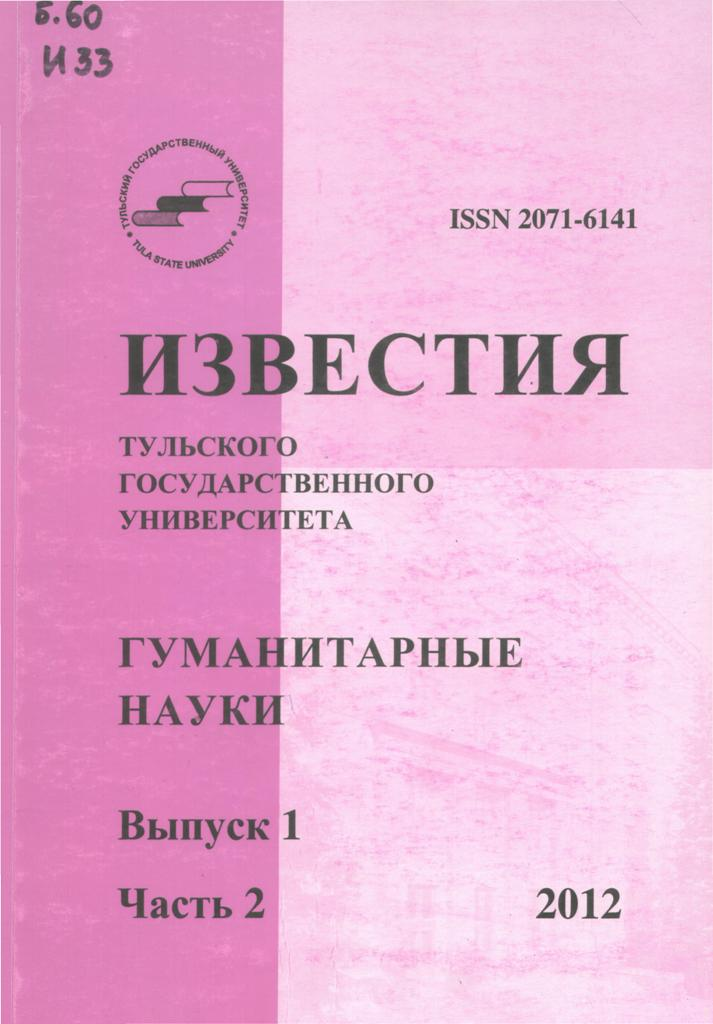 Б.60
И 33
ТУЛЬСКИЙ ГОСУДАРСТВЕННЫЙ УНИВЕРСИТЕТ
• TULA STATE UNIVERSITY •
ISSN 2071-6141
ИЗВЕСТИЯ
ТУЛЬСКОГО
ГОСУДАРСТВЕННОГО
УНИВЕРСИТЕТА
ГУМАНИТАРНЫЕ
НАУКИ
Выпуск 1
Часть 2
2012